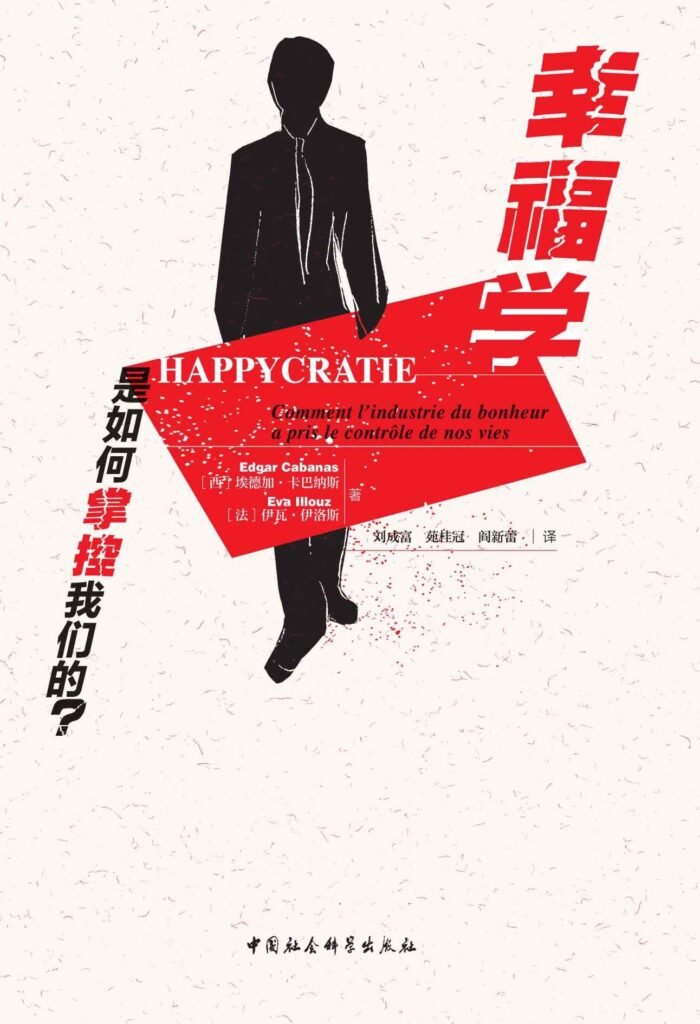 幸福学
是如何掌控我们的？
HAPPYCRATIE
Comment l'industrie du bonheur
a pris le contrôle de nos vies
Edgar Cabanas
［西］埃德加·卡巴纳斯
Eva Illouz
［法］伊瓦·伊洛斯
著
刘成富 苑桂冠 阎新蕾 译
中国社会科学出版社